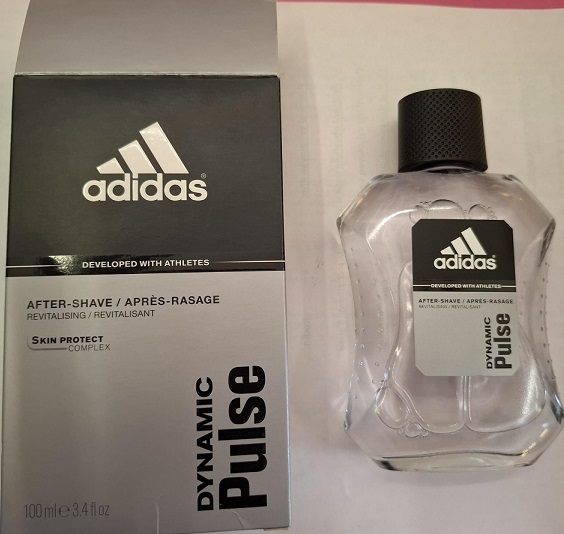 adidas®
DEVELOPED WITH ATHLETES
AFTER-SHAVE / APRÈS-RASAGE
REVITALISING / REVITALISANT
SKIN PROTECT
COMPLEX
DYNAMIC
Pulse
100 ml e 3.4 fl oz
adidas
DEVELOPED WITH ATHLETES
AFTER-SHAVE / APRÈS-RASAGE
REVITALISING / REVITALISANT
DYNAMIC
Pulse